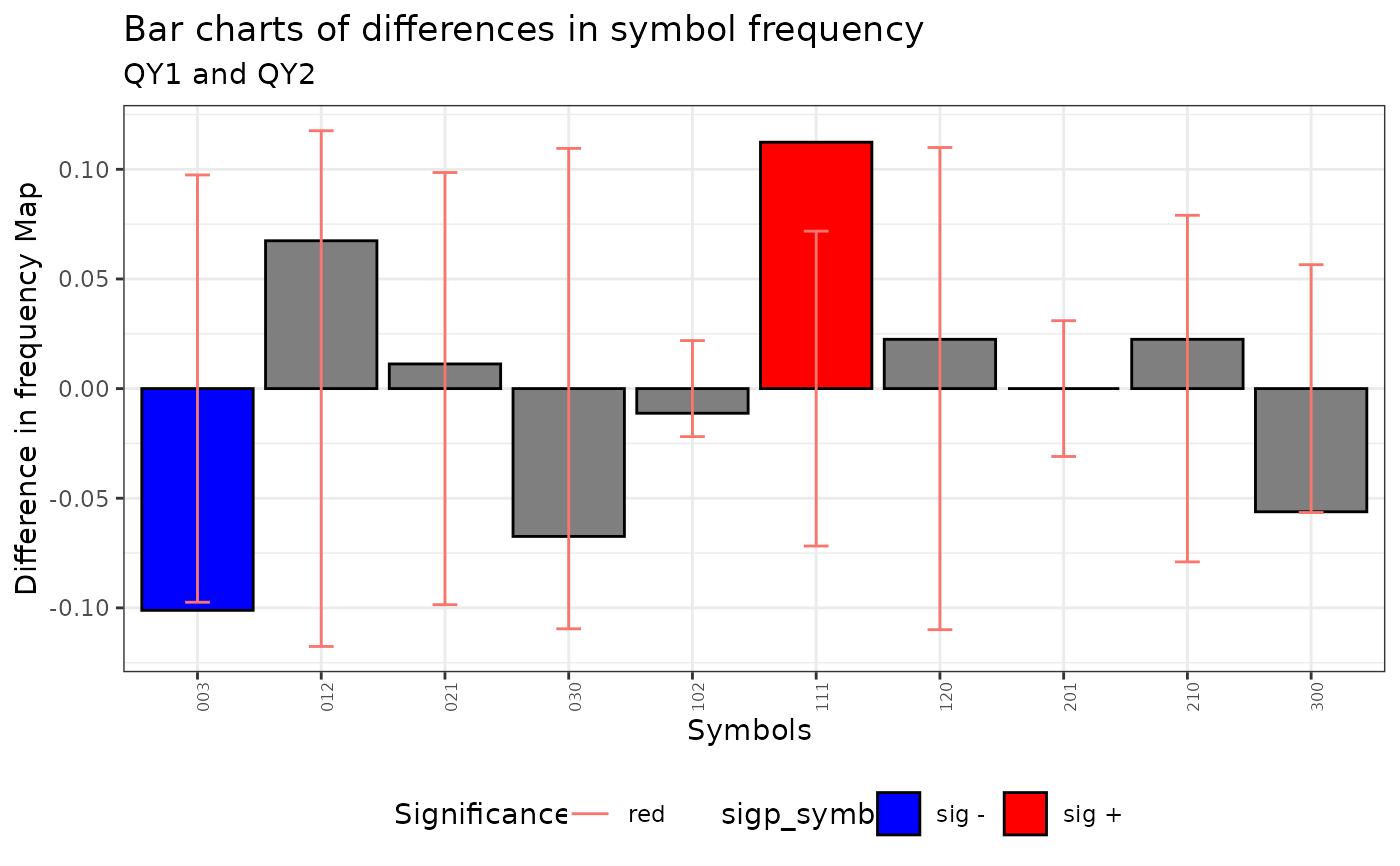 Bar charts of differences in symbol frequency
QY1 and QY2
Difference in frequency Map
0.10
0.05
0.00
-0.05
-0.10
003 012 021 030 102 111 120 201 210 300
Symbols
Significance red sigp_symb sig - sig +